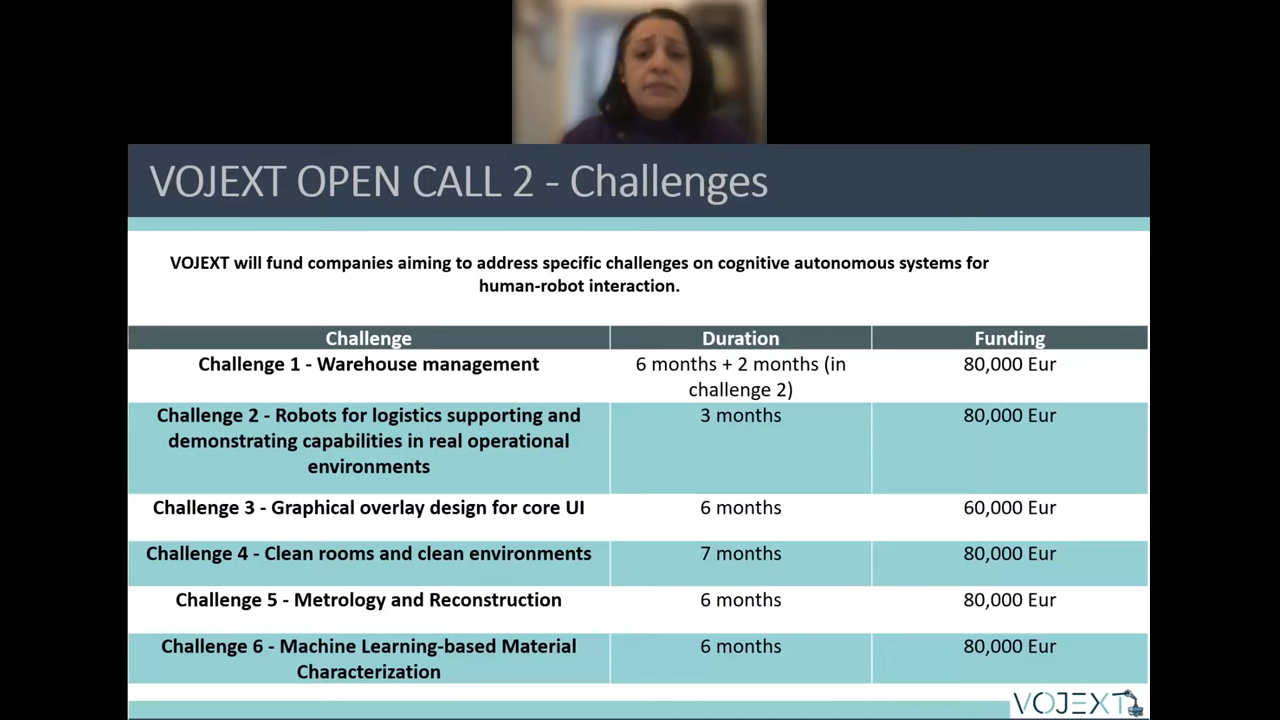 VOJEXT OPEN CALL 2 - Challenges
VOJEXT will fund companies aiming to address specific challenges on cognitive autonomous systems for
human-robot interaction.
Challenge Duration Funding
Challenge 1 - Warehouse management 6 months + 2 months (in 80,000 Eur
challenge 2)
Challenge 2 - Robots for logistics supporting and 3 months 80,000 Eur
demonstrating capabilities in real operational
environments
Challenge 3 - Graphical overlay design for core UI 6 months 60,000 Eur
Challenge 4 - Clean rooms and clean environments 7 months 80,000 Eur
Challenge 5 - Metrology and Reconstruction 6 months 80,000 Eur
Challenge 6 - Machine Learning-based Material 6 months 80,000 Eur
Characterization
VOJEXT